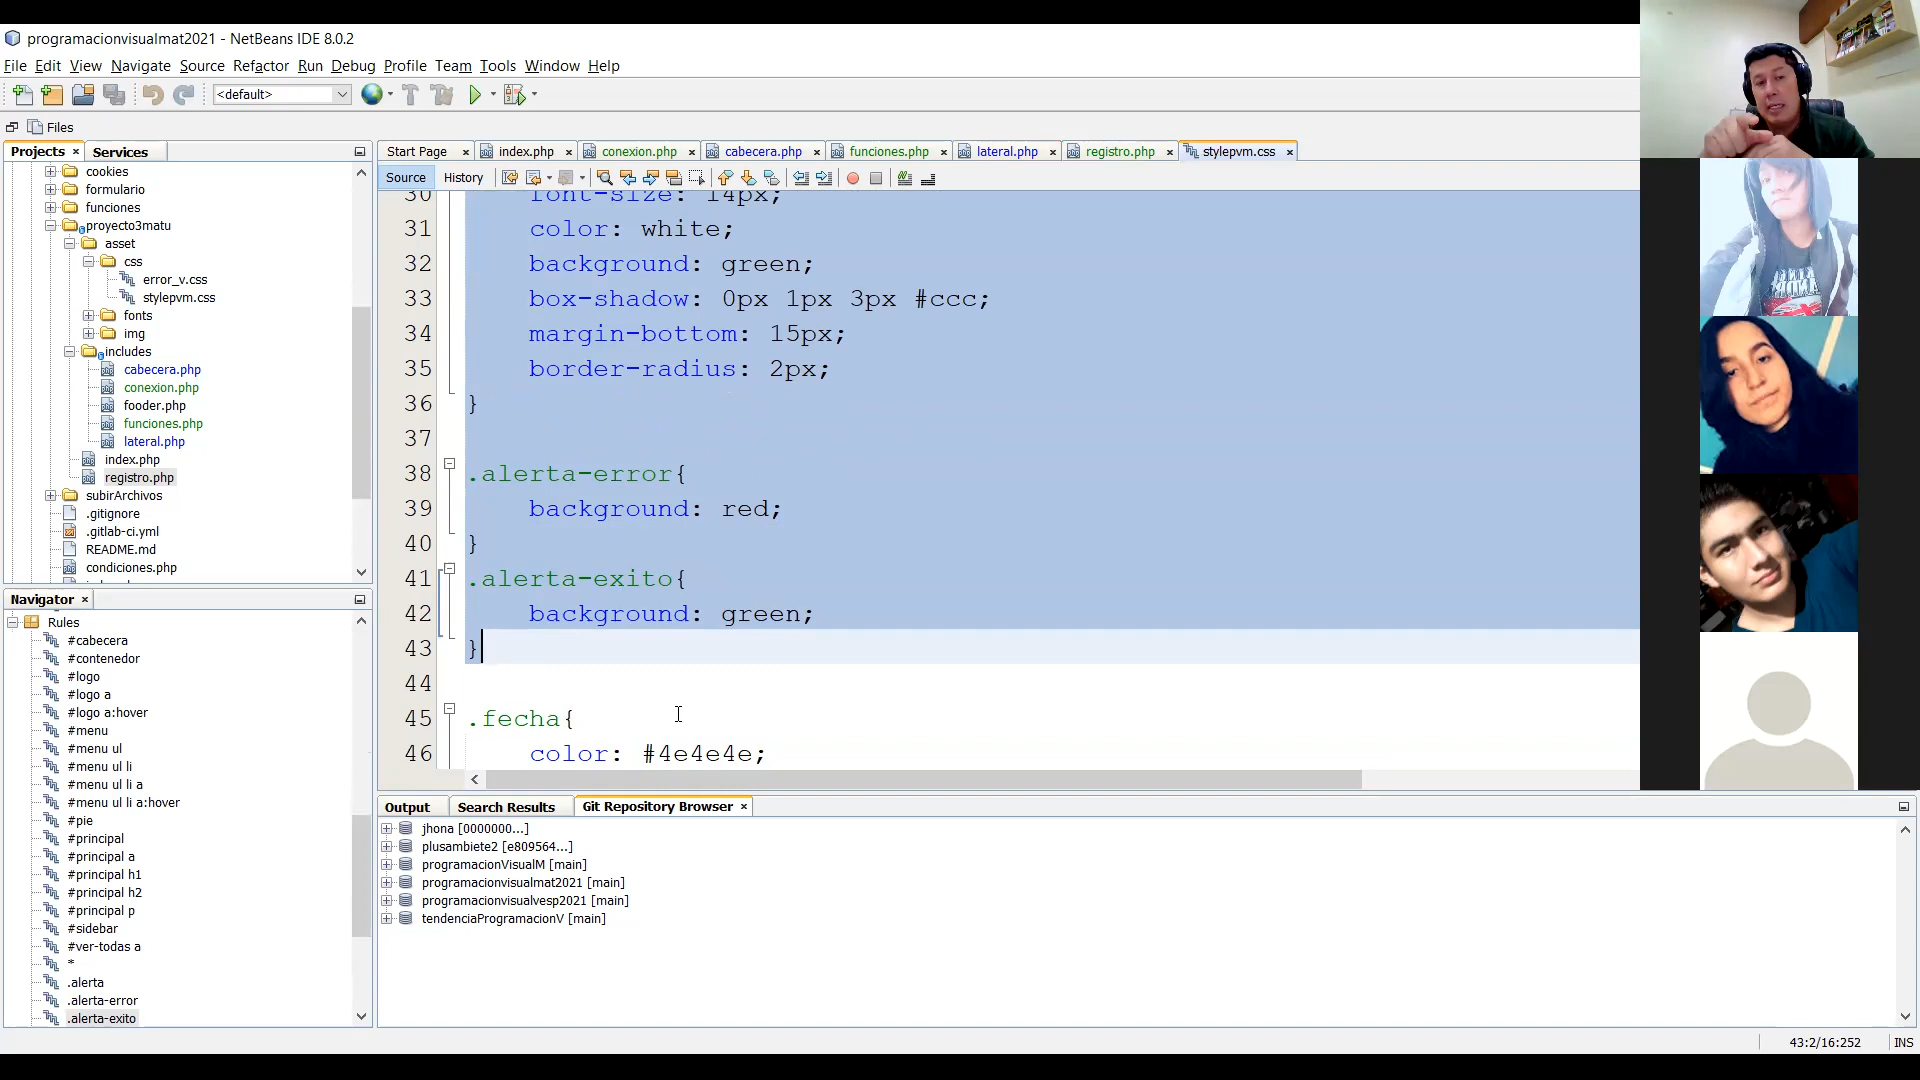 programacionvisualmat2021 - NetBeans IDE 8.0.2
File Edit View Navigate Source Refactor Run Debug Profile Team Tools Window Help
<default>
Files
Projects Services
cookies
formulario
funciones
proyecto3matu
asset
css
error_v.css
stylepvm.css
fonts
img
includes
cabecera.php
conexion.php
fooder.php
funciones.php
lateral.php
index.php
registro.php
subirArchivos
.gitignore
.gitlab-ci.yml
README.md
condiciones.php
Navigator
Rules
#cabecera
#contenedor
#logo
#logo a
#logo a:hover
#menu
#menu ul
#menu ul li
#menu ul li a
#menu ul li a:hover
#pie
#principal
#principal a
#principal h1
#principal h2
#principal p
#sidebar
#ver-todas a
*
.alerta
.alerta-error
.alerta-exito
Start Page index.php conexion.php cabecera.php funciones.php lateral.php registro.php stylepvm.css
Source History
30 font-size: 14px;
31 color: white;
32 background: green;
33 box-shadow: 0px 1px 3px #ccc;
34 margin-bottom: 15px;
35 border-radius: 2px;
36 }
37
38 .alerta-error{
39 background: red;
40 }
41 .alerta-exito{
42 background: green;
43 }
44
45 .fecha{
46 color: #4e4e4e;
Output Search Results Git Repository Browser
jhona [0000000...]
plusambiete2 [e809564...]
programacionVisualM [main]
programacionvisualmat2021 [main]
programacionvisualvesp2021 [main]
tendenciaProgramacionV [main]
43:2/16:252 INS